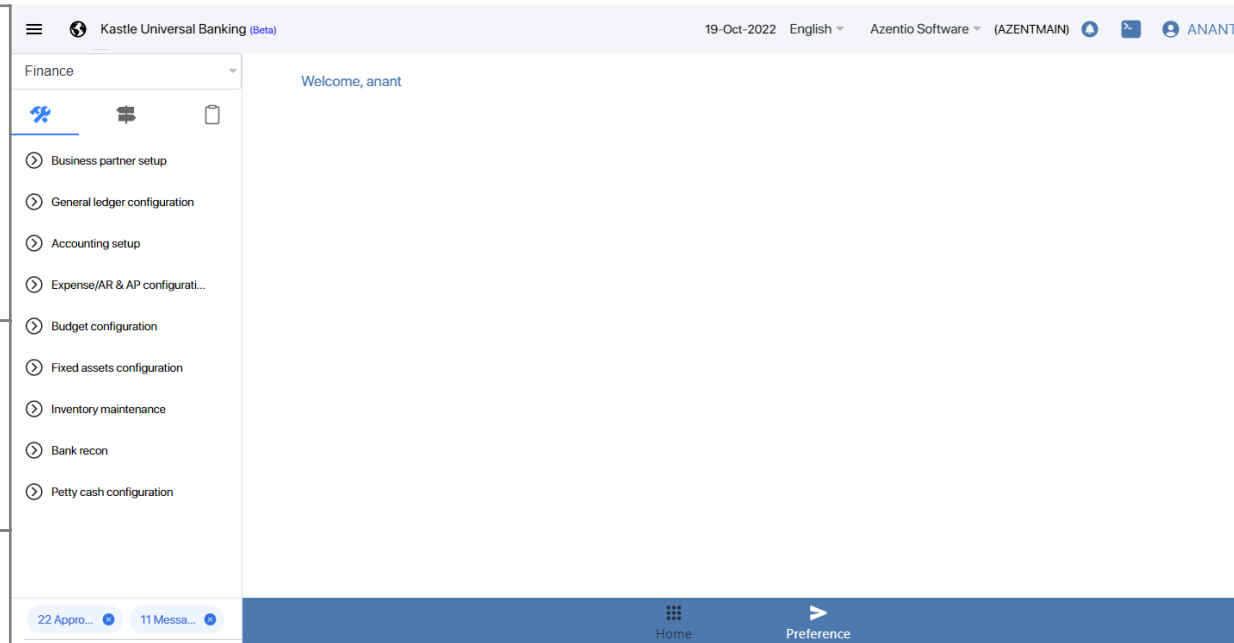 Kastle Universal Banking (Beta)
19-Oct-2022 English Azentio Software (AZENTMAIN) ANANT
Finance
Welcome, anant
Business partner setup
General ledger configuration
Accounting setup
Expense/AR & AP configurati...
Budget configuration
Fixed assets configuration
Inventory maintenance
Bank recon
Petty cash configuration
22 Appro... 11 Messa...
Home Preference